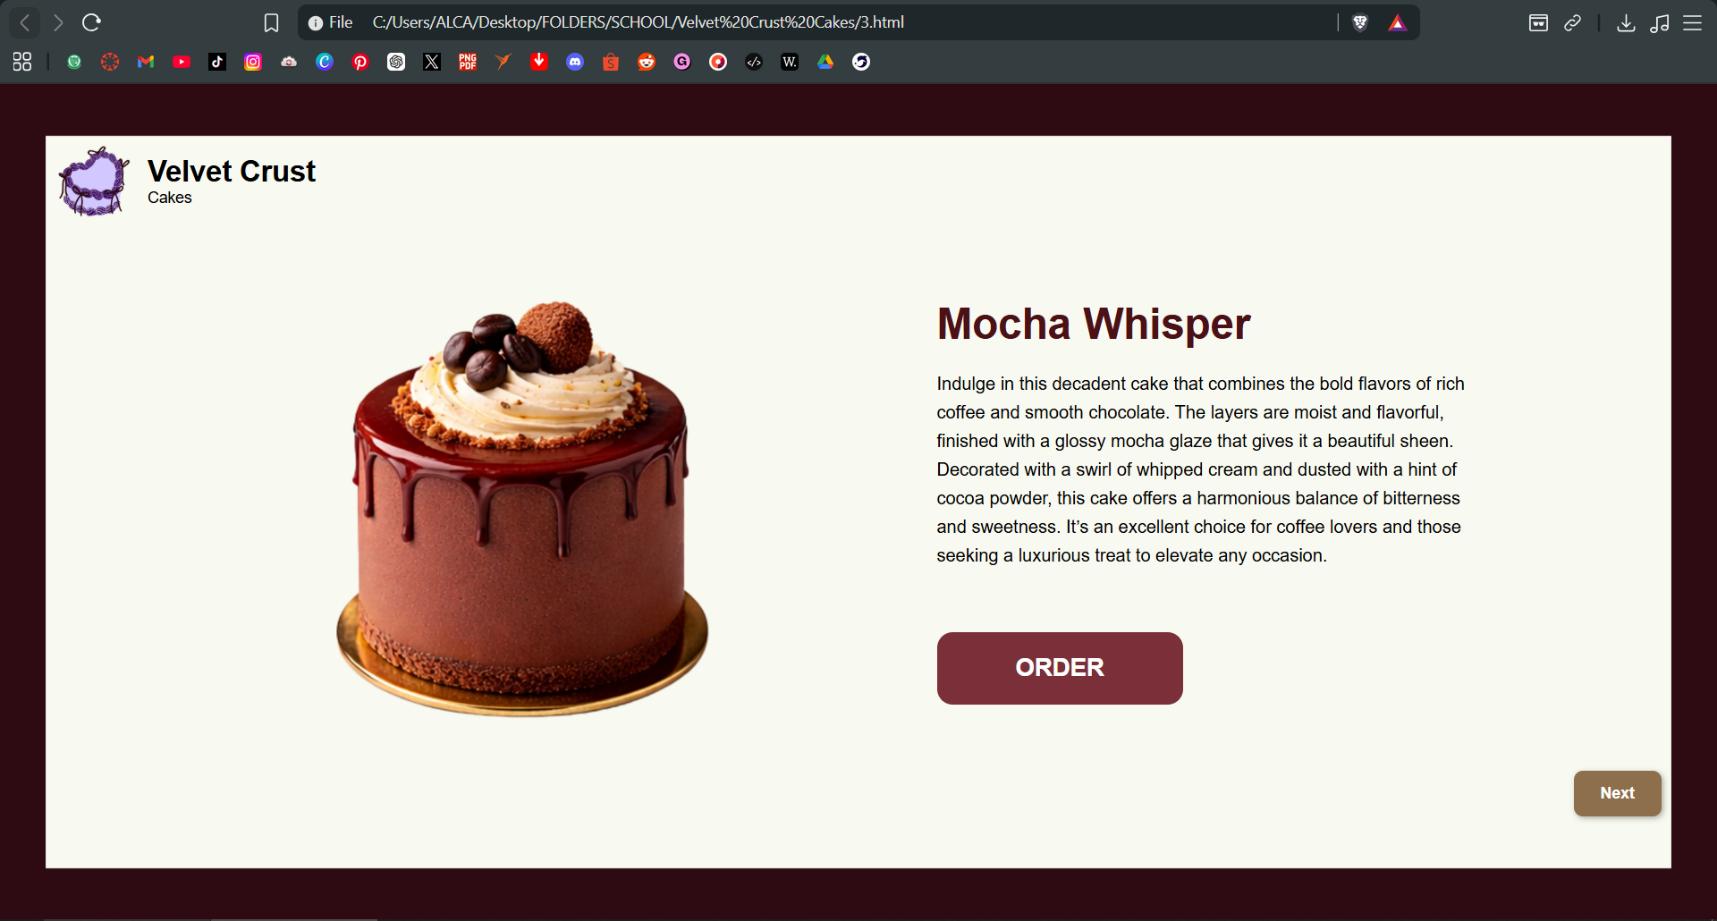 File C:/Users/ALCA/Desktop/FOLDERS/SCHOOL/Velvet%20Crust%20Cakes/3.html
PNG
PDF
W.
Velvet Crust
Cakes
Mocha Whisper
Indulge in this decadent cake that combines the bold flavors of rich
coffee and smooth chocolate. The layers are moist and flavorful,
finished with a glossy mocha glaze that gives it a beautiful sheen.
Decorated with a swirl of whipped cream and dusted with a hint of
cocoa powder, this cake offers a harmonious balance of bitterness
and sweetness. It’s an excellent choice for coffee lovers and those
seeking a luxurious treat to elevate any occasion.
ORDER
Next